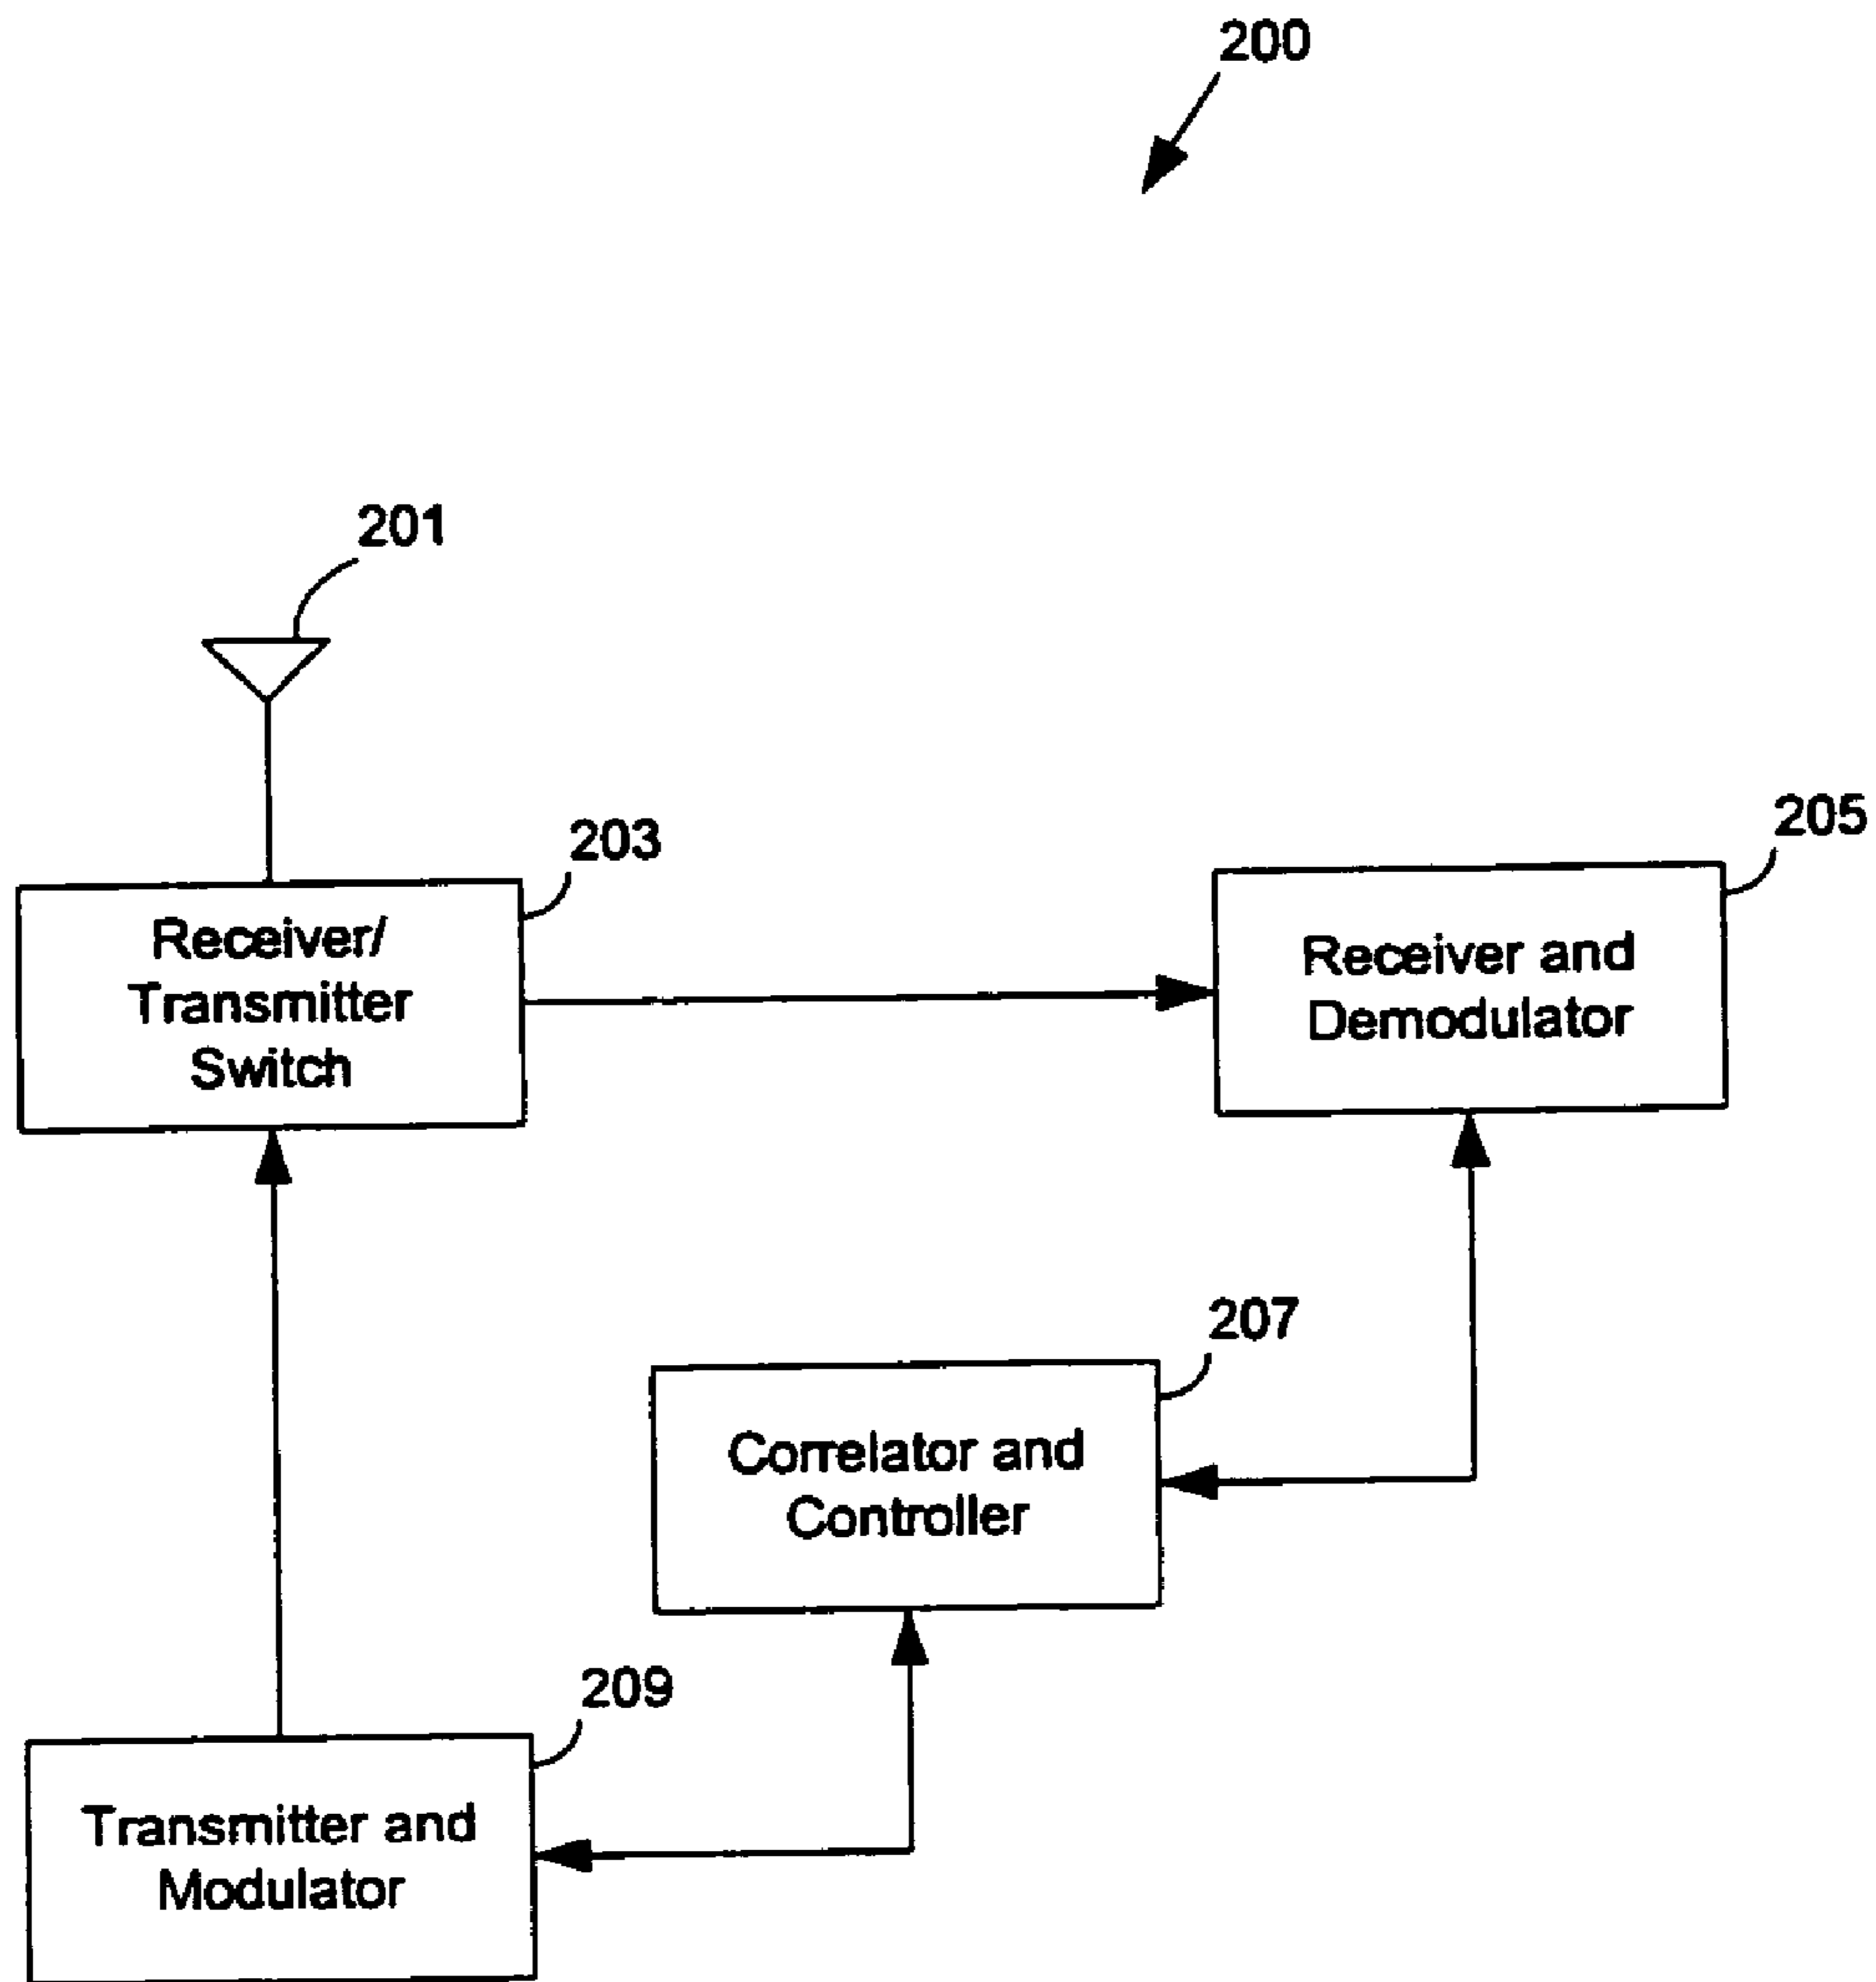 200
201
203
205
Receiver/
Transmitter
Switch
Receiver and
Demodulator
207
Correlator and
Controller
209
Transmitter and
Modulator